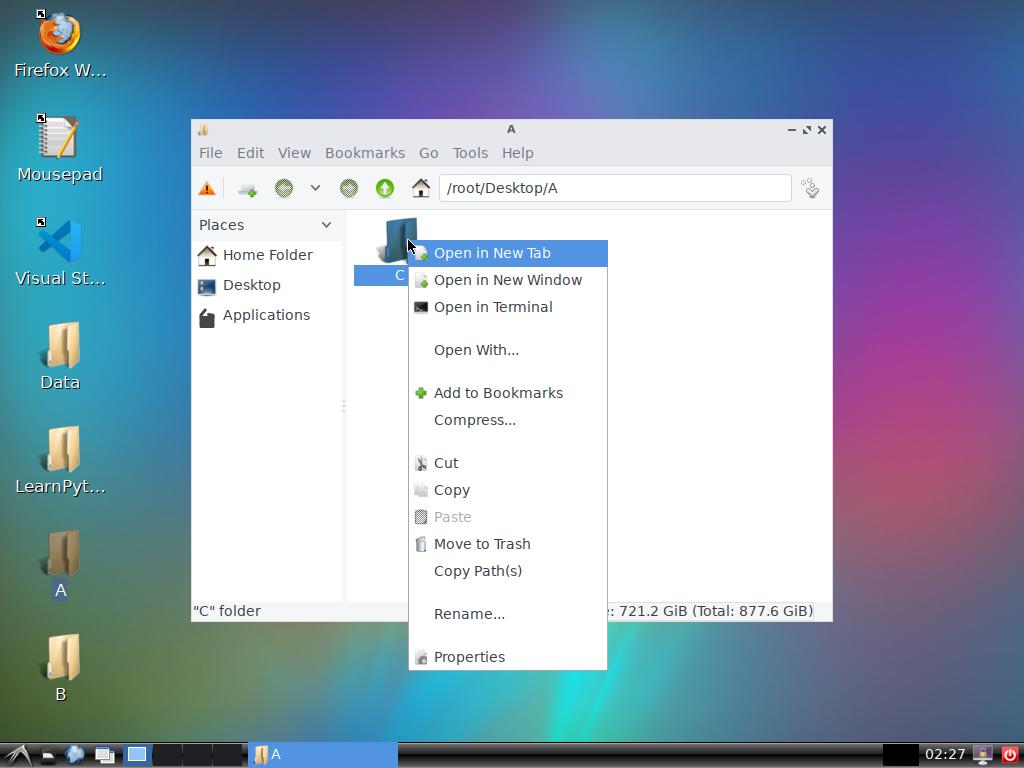 Firefox W...
Mousepad
Visual St...
Data
LearnPyt...
A
B
A
File Edit View Bookmarks Go Tools Help
/root/Desktop/A
Places
Home Folder
Desktop
Applications
C
Open in New Tab
Open in New Window
Open in Terminal
Open With...
Add to Bookmarks
Compress...
Cut
Copy
Paste
Move to Trash
Copy Path(s)
Rename...
Properties
"C" folder
: 721.2 GiB (Total: 877.6 GiB)
A
02:27